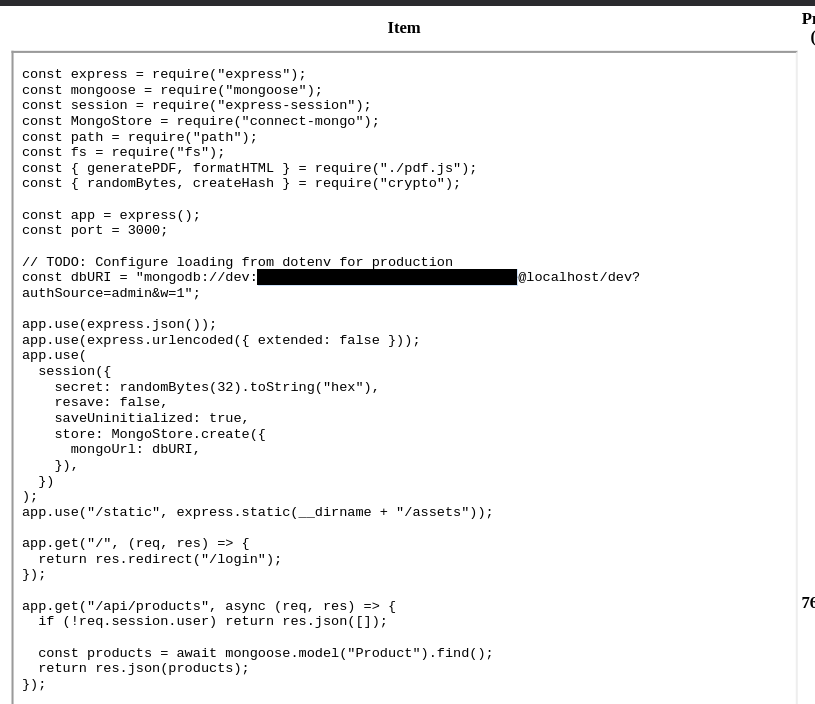 Item
Pr
(
const express = require("express");
const mongoose = require("mongoose");
const session = require("express-session");
const MongoStore = require("connect-mongo");
const path = require("path");
const fs = require("fs");
const { generatePDF, formatHTML } = require("./pdf.js");
const { randomBytes, createHash } = require("crypto");

const app = express();
const port = 3000;

// TODO: Configure loading from dotenv for production
const dbURI = "mongodb://dev:@localhost/dev?
authSource=admin&w=1";

app.use(express.json());
app.use(express.urlencoded({ extended: false }));
app.use(
  session({
    secret: randomBytes(32).toString("hex"),
    resave: false,
    saveUninitialized: true,
    store: MongoStore.create({
      mongoUrl: dbURI,
    }),
  })
);
app.use("/static", express.static(__dirname + "/assets"));

app.get("/", (req, res) => {
  return res.redirect("/login");
});

app.get("/api/products", async (req, res) => {
  if (!req.session.user) return res.json([]);

  const products = await mongoose.model("Product").find();
  return res.json(products);
});
76